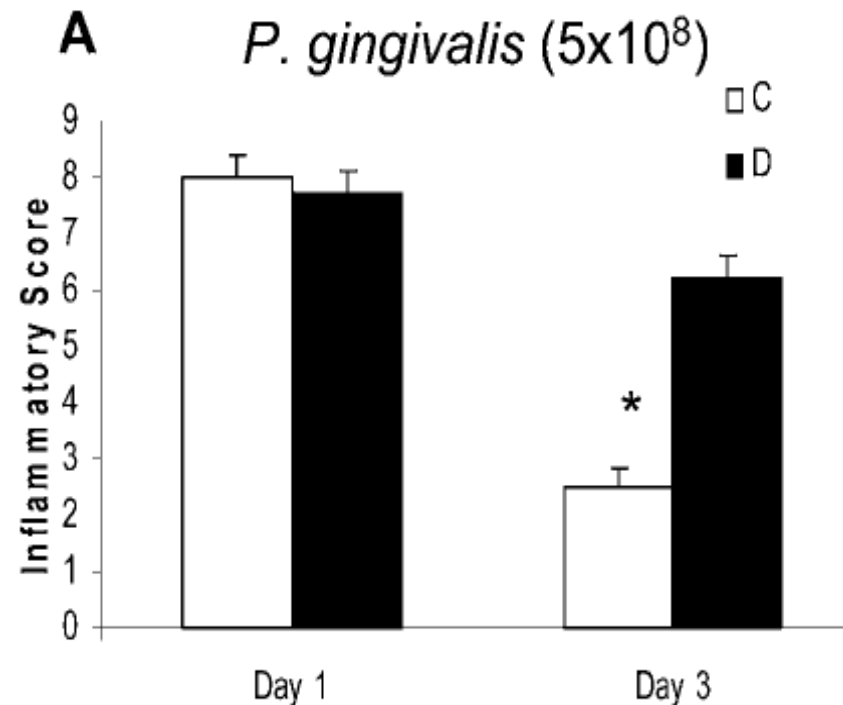 A
P. gingivalis (5x10⁸)
C
D
Inflammatory Score
9
8
7
6
5
4
3
2
1
0
*
Day 1
Day 3